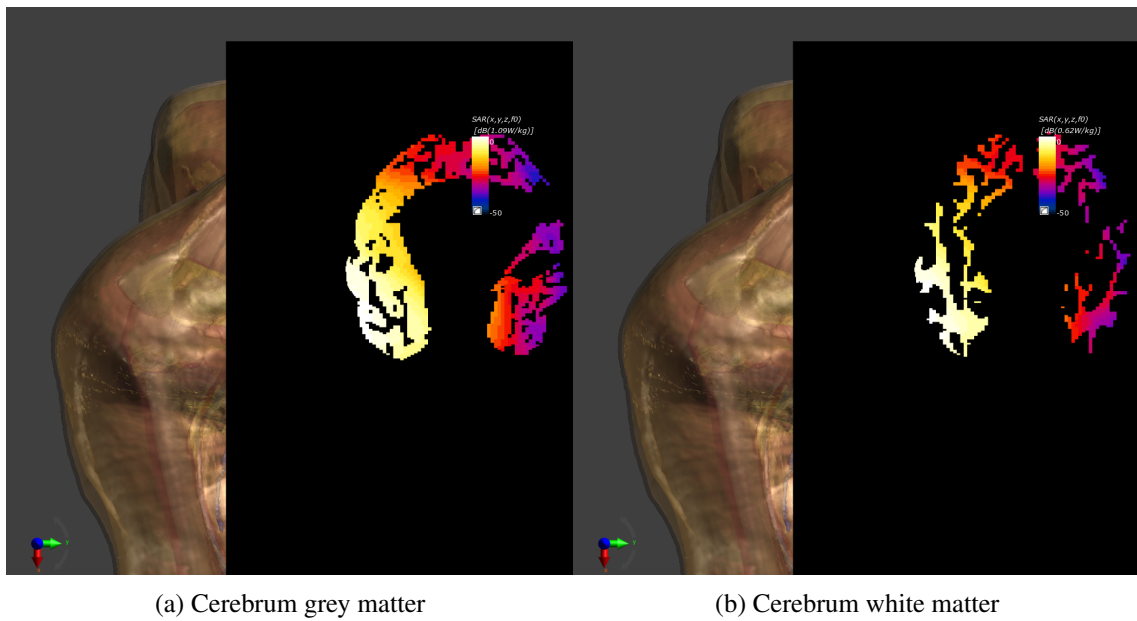 SAR(x,y,z,f0)
[dB(1.09W/kg)]
0
-50
Y
X
(a) Cerebrum grey matter
SAR(x,y,z,f0)
[dB(0.62W/kg)]
0
-50
Y
X
(b) Cerebrum white matter